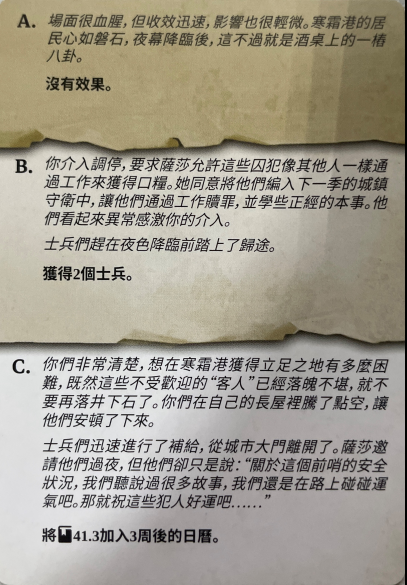 A. 場面很血腥，但收效迅速，影響也很輕微。寒霜港的居
民心如磐石，夜幕降臨後，這不過就是酒桌上的一樁
八卦。
沒有效果。
B. 你介入調停，要求薩莎允許這些囚犯像其他人一樣通
過工作來獲得口糧。她同意將他們編入下一季的城鎮
守衛中，讓他們通過工作贖罪，並學些正經的本事。他
們看起來異常感激你的介入。
士兵們趕在夜色降臨前踏上了歸途。
獲得2個士兵。
C. 你們非常清楚，想在寒霜港獲得立足之地有多麼困
難，既然這些不受歡迎的“客人”已經落魄不堪，就不
要再落井下石了。你們在自己的長屋裡騰了點空，讓
他們安頓了下來。
士兵們迅速進行了補給，從城市大門離開了。薩莎邀
請他們過夜，但他們卻只是說：“關於這個前哨的安全
狀況，我們聽說過很多故事，我們還是在路上碰碰運
氣吧。那就祝這些犯人好運吧……”
將41.3加入3周後的日曆。